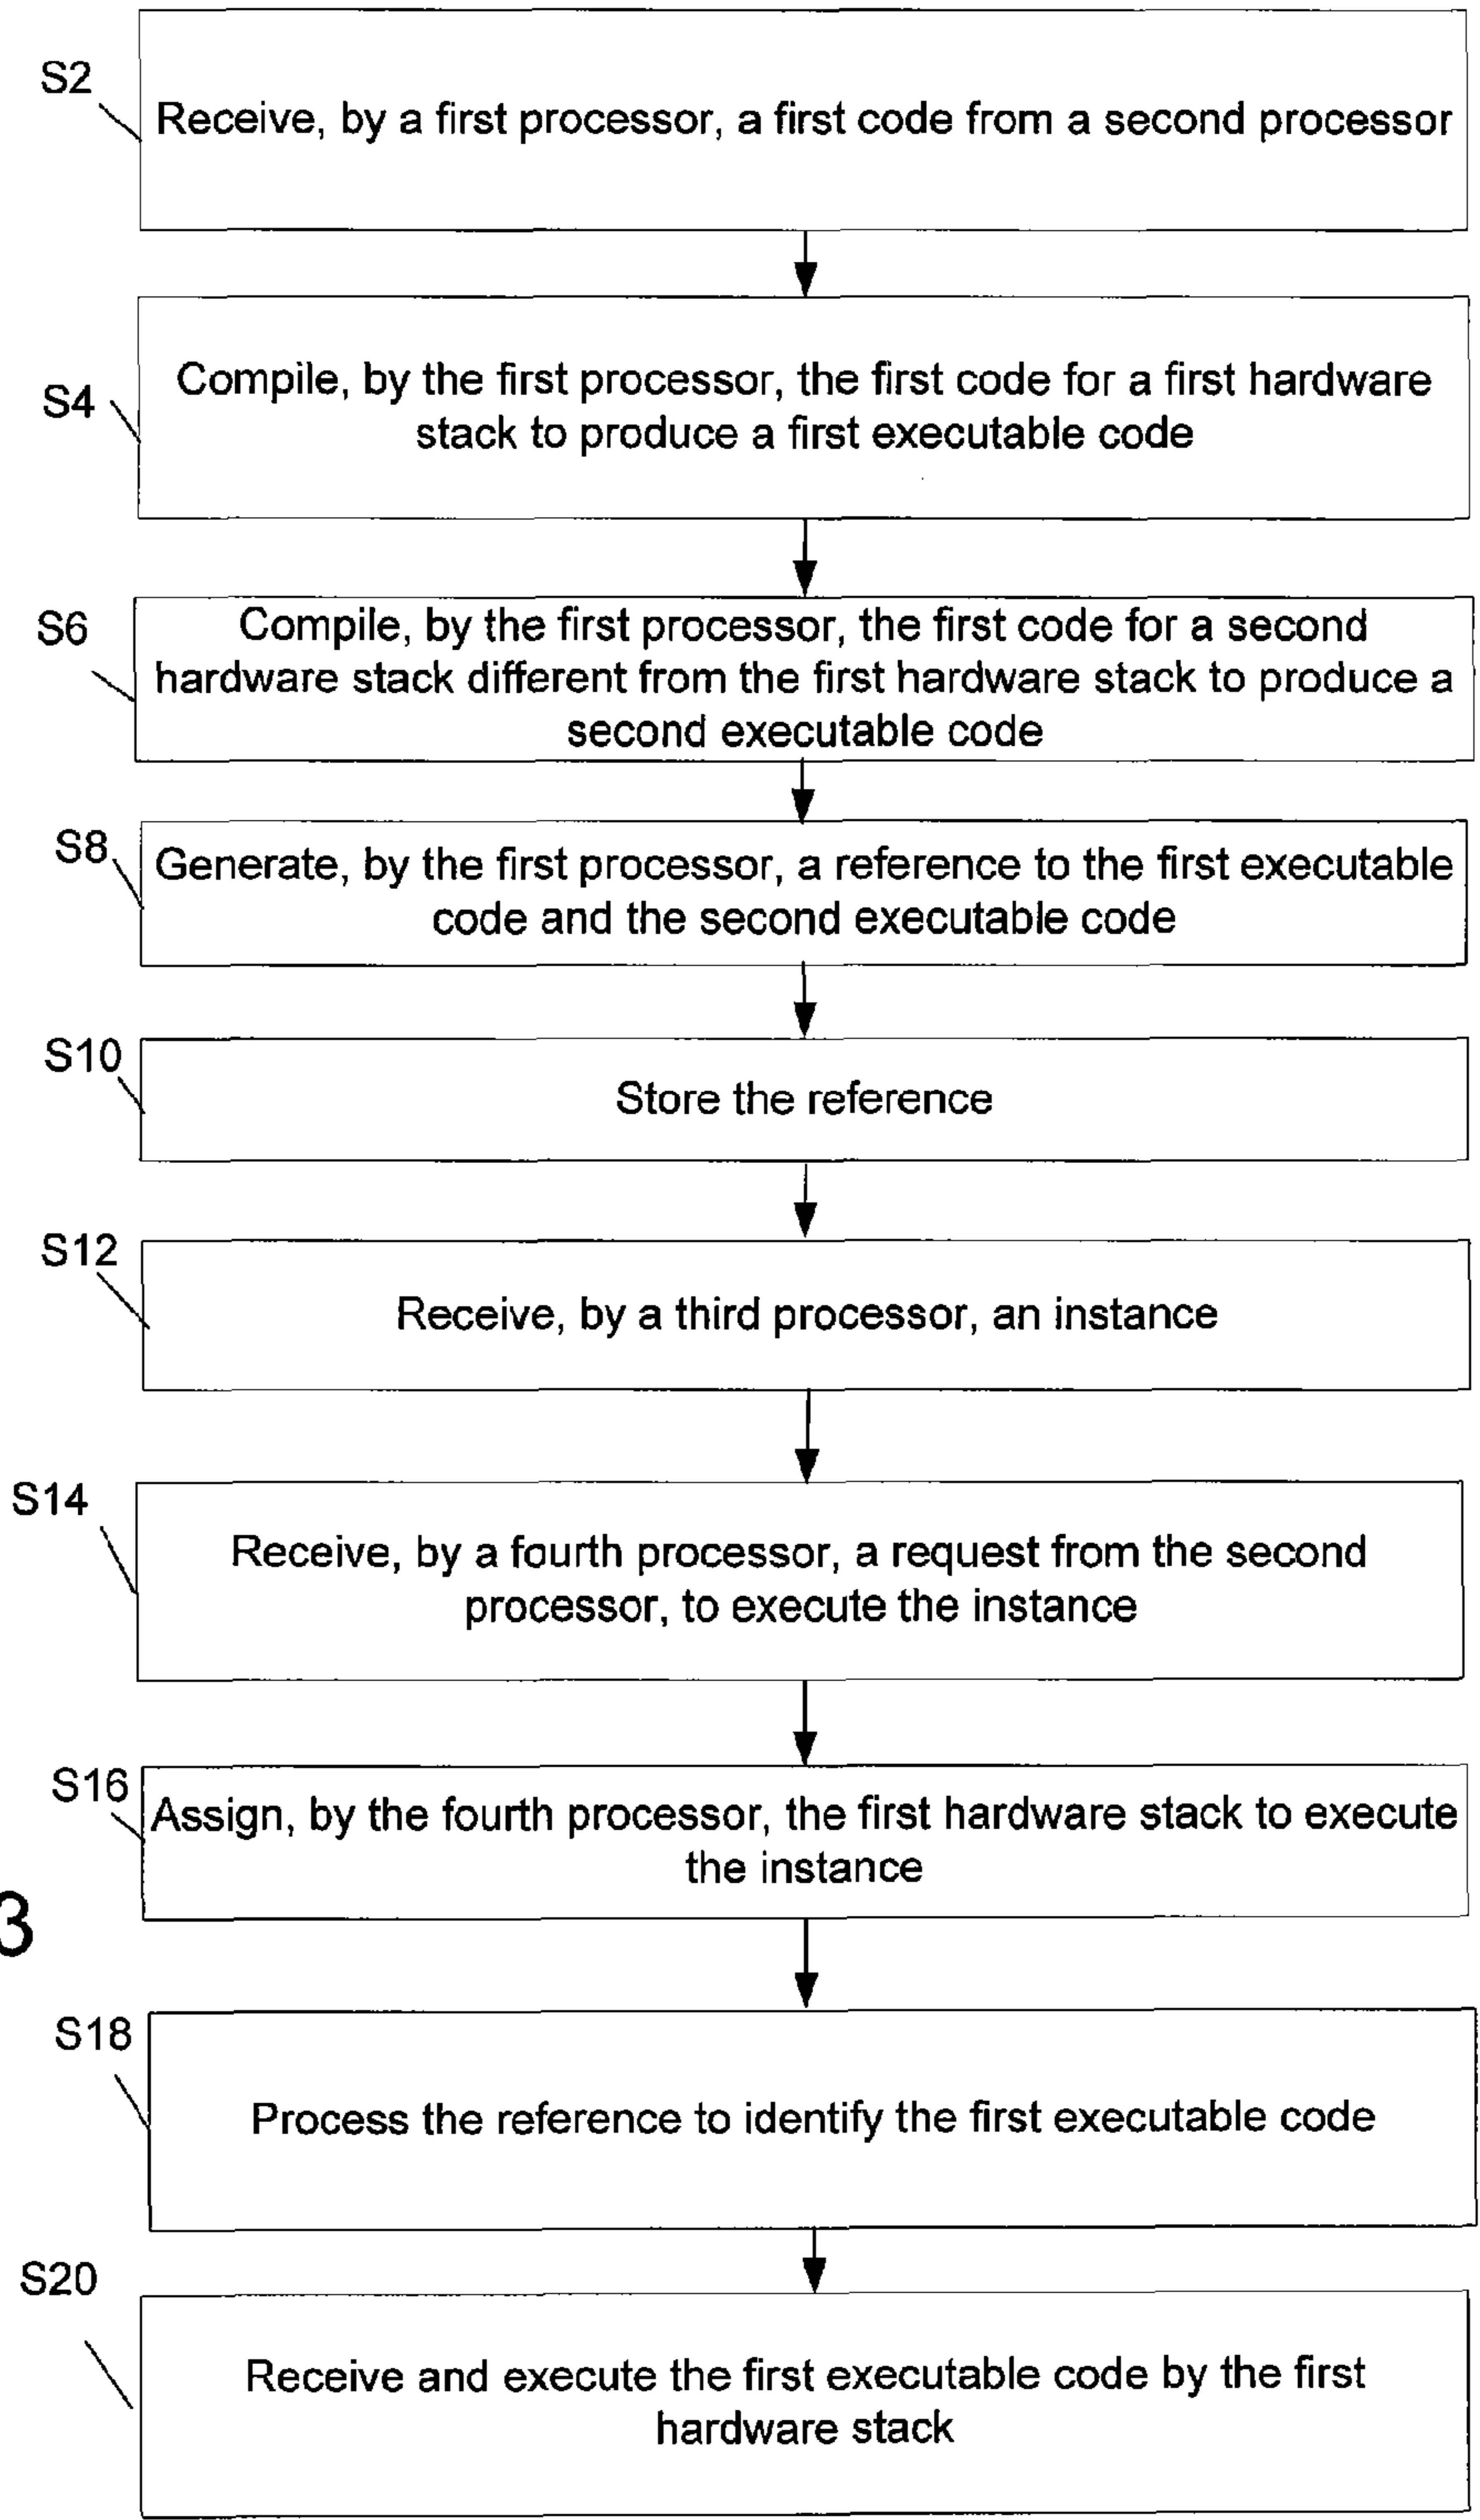 S2
Receive, by a first processor, a first code from a second processor
S4
Compile, by the first processor, the first code for a first hardware
stack to produce a first executable code
S6
Compile, by the first processor, the first code for a second
hardware stack different from the first hardware stack to produce a
second executable code
S8
Generate, by the first processor, a reference to the first executable
code and the second executable code
S10
Store the reference
S12
Receive, by a third processor, an instance
S14
Receive, by a fourth processor, a request from the second
processor, to execute the instance
S16
Assign, by the fourth processor, the first hardware stack to execute
the instance
3
S18
Process the reference to identify the first executable code
S20
Receive and execute the first executable code by the first
hardware stack